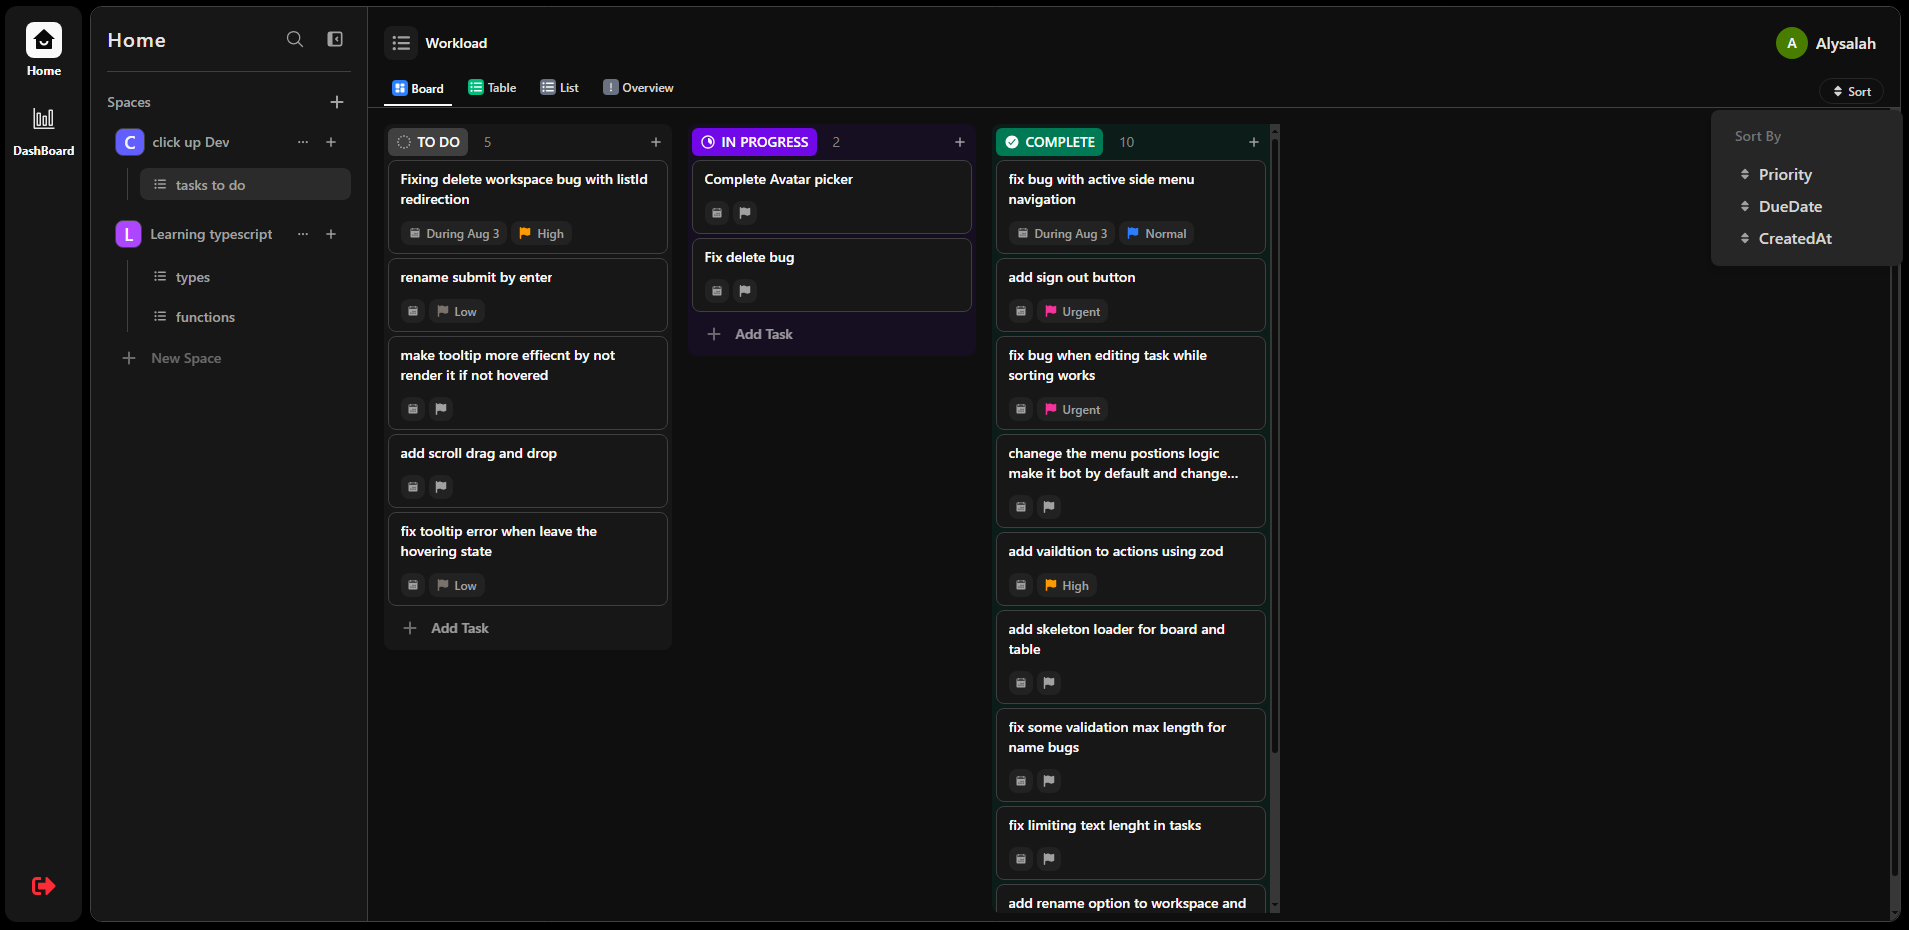 Home
DashBoard
Home
Spaces
C click up Dev
tasks to do
L Learning typescript
types
functions
New Space
Workload
A Alysalah
Board Table List Overview
Sort
Sort By
Priority
DueDate
CreatedAt
TO DO 5
Fixing delete workspace bug with listId
redirection
During Aug 3 High
rename submit by enter
Low
make tooltip more effiecnt by not
render it if not hovered
add scroll drag and drop
fix tooltip error when leave the
hovering state
Low
Add Task
IN PROGRESS 2
Complete Avatar picker
Fix delete bug
Add Task
COMPLETE 10
fix bug with active side menu
navigation
During Aug 3 Normal
add sign out button
Urgent
fix bug when editing task while
sorting works
Urgent
chanege the menu postions logic
make it bot by default and change...
add vaildtion to actions using zod
High
add skeleton loader for board and
table
fix some validation max length for
name bugs
fix limiting text lenght in tasks
add rename option to workspace and